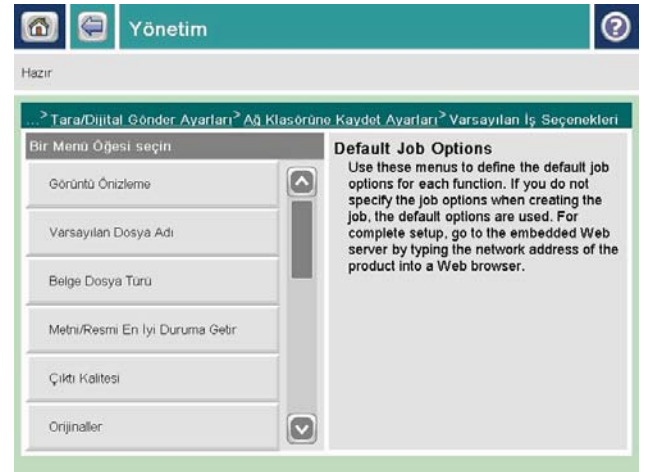 Yönetim
?
Hazır
...> Tara/Dijital Gönder Ayarları> Ağ Klasörüne Kaydet Ayarları> Varsayılan İş Seçenekleri
Bir Menü Öğesi seçin
Görüntü Önizleme
Varsayılan Dosya Adı
Belge Dosya Türü
Metni/Resmi En İyi Duruma Getir
Çıktı Kalitesi
Orijinaller
Default Job Options
Use these menus to define the default job
options for each function. If you do not
specify the job options when creating the
job, the default options are used. For
complete setup, go to the embedded Web
server by typing the network address of the
product into a Web browser.